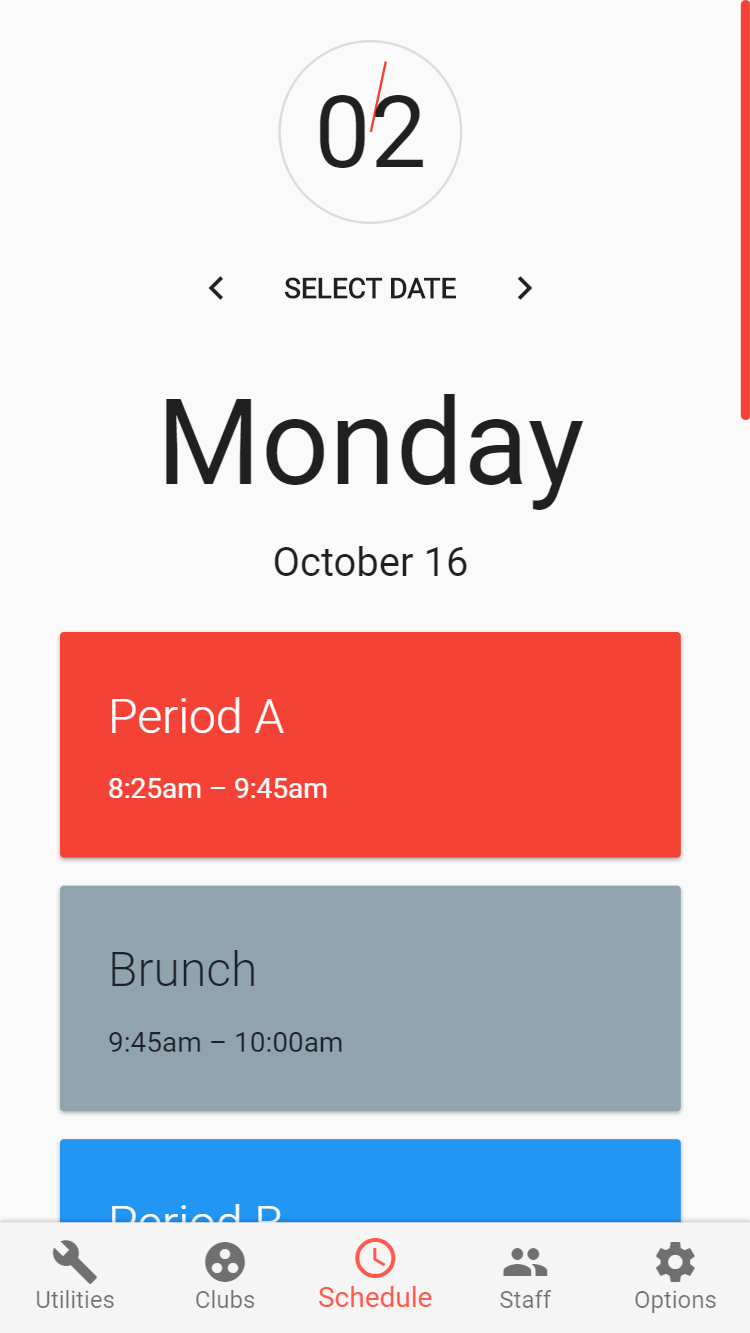 02
SELECT DATE
Monday
October 16
Period A
8:25am – 9:45am
Brunch
9:45am – 10:00am
Period B
Utilities
Clubs
Schedule
Staff
Options